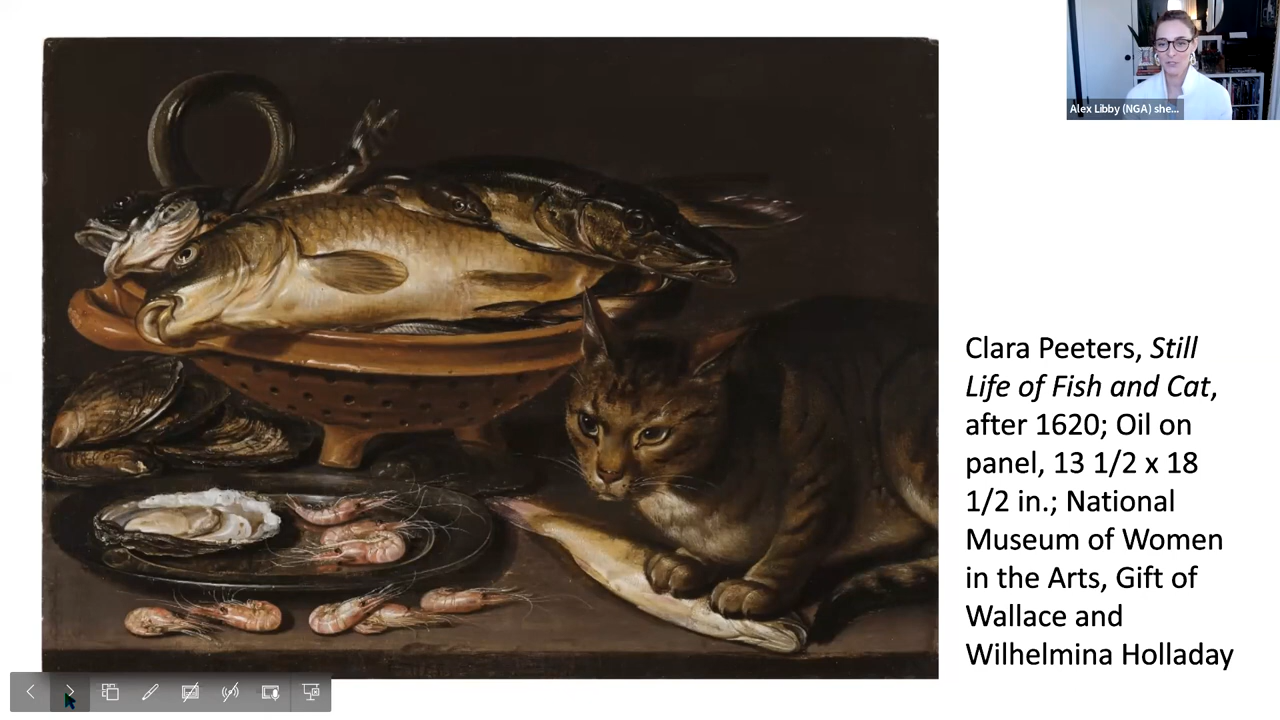 Alex Libby (NGA) she...
Clara Peeters, Still
Life of Fish and Cat,
after 1620; Oil on
panel, 13 1/2 x 18
1/2 in.; National
Museum of Women
in the Arts, Gift of
Wallace and
Wilhelmina Holladay